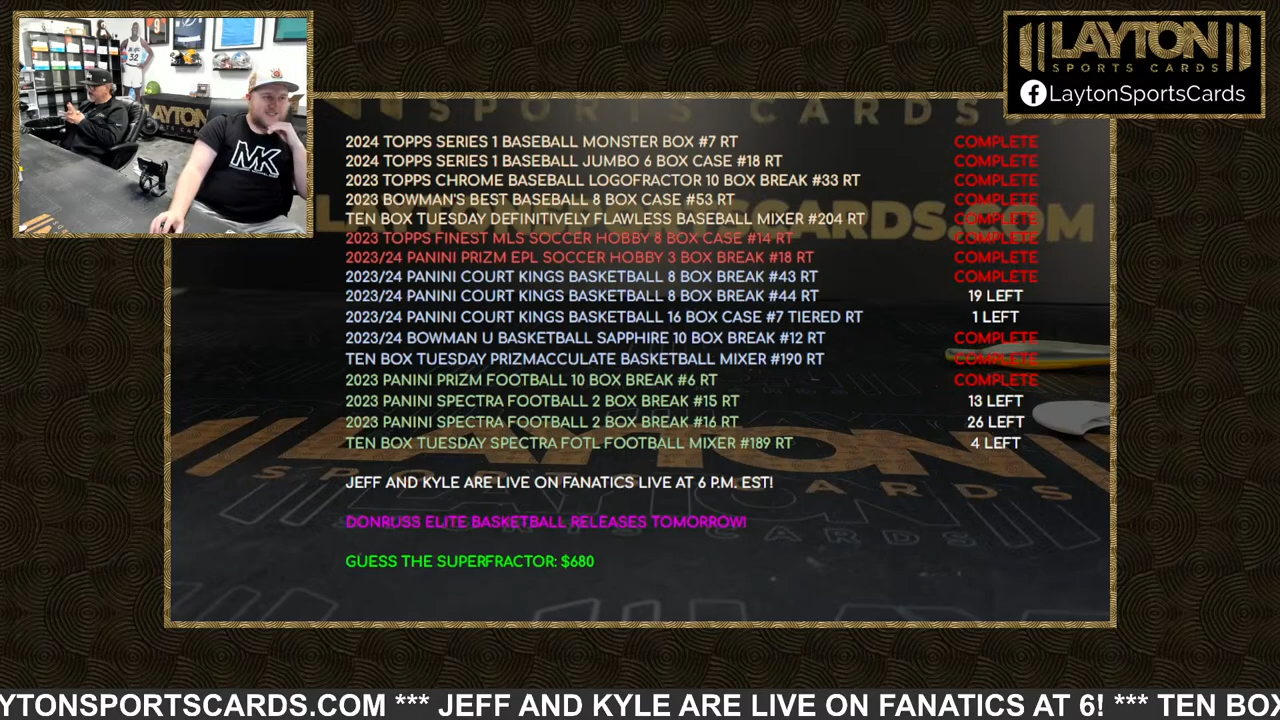 LAYTON
SPORTS CARDS
LaytonSportsCards
32
MK
SPORTS CARDS
2024 TOPPS SERIES 1 BASEBALL MONSTER BOX #7 RT COMPLETE
2024 TOPPS SERIES 1 BASEBALL JUMBO 6 BOX CASE #18 RT COMPLETE
2023 TOPPS CHROME BASEBALL LOGOFRACTOR 10 BOX BREAK #33 RT COMPLETE
2023 BOWMAN'S BEST BASEBALL 8 BOX CASE #53 RT COMPLETE
TEN BOX TUESDAY DEFINITIVELY FLAWLESS BASEBALL MIXER #204 RT COMPLETE
2023 TOPPS FINEST MLS SOCCER HOBBY 8 BOX CASE #14 RT COMPLETE
2023/24 PANINI PRIZM EPL SOCCER HOBBY 3 BOX BREAK #18 RT COMPLETE
2023/24 PANINI COURT KINGS BASKETBALL 8 BOX BREAK #43 RT COMPLETE
2023/24 PANINI COURT KINGS BASKETBALL 8 BOX BREAK #44 RT 19 LEFT
2023/24 PANINI COURT KINGS BASKETBALL 16 BOX CASE #7 TIERED RT 1 LEFT
2023/24 BOWMAN U BASKETBALL SAPPHIRE 10 BOX BREAK #12 RT COMPLETE
TEN BOX TUESDAY PRIZMACCULATE BASKETBALL MIXER #190 RT COMPLETE
2023 PANINI PRIZM FOOTBALL 10 BOX BREAK #6 RT COMPLETE
2023 PANINI SPECTRA FOOTBALL 2 BOX BREAK #15 RT 13 LEFT
2023 PANINI SPECTRA FOOTBALL 2 BOX BREAK #16 RT 26 LEFT
TEN BOX TUESDAY SPECTRA FOTL FOOTBALL MIXER #189 RT 4 LEFT
JEFF AND KYLE ARE LIVE ON FANATICS LIVE AT 6 P.M. EST!
DONRUSS ELITE BASKETBALL RELEASES TOMORROW!
GUESS THE SUPERFRACTOR: $680
LAYTON
CARDS
AYTONSPORTSCARDS.COM *** JEFF AND KYLE ARE LIVE ON FANATICS AT 6! *** TEN BOX